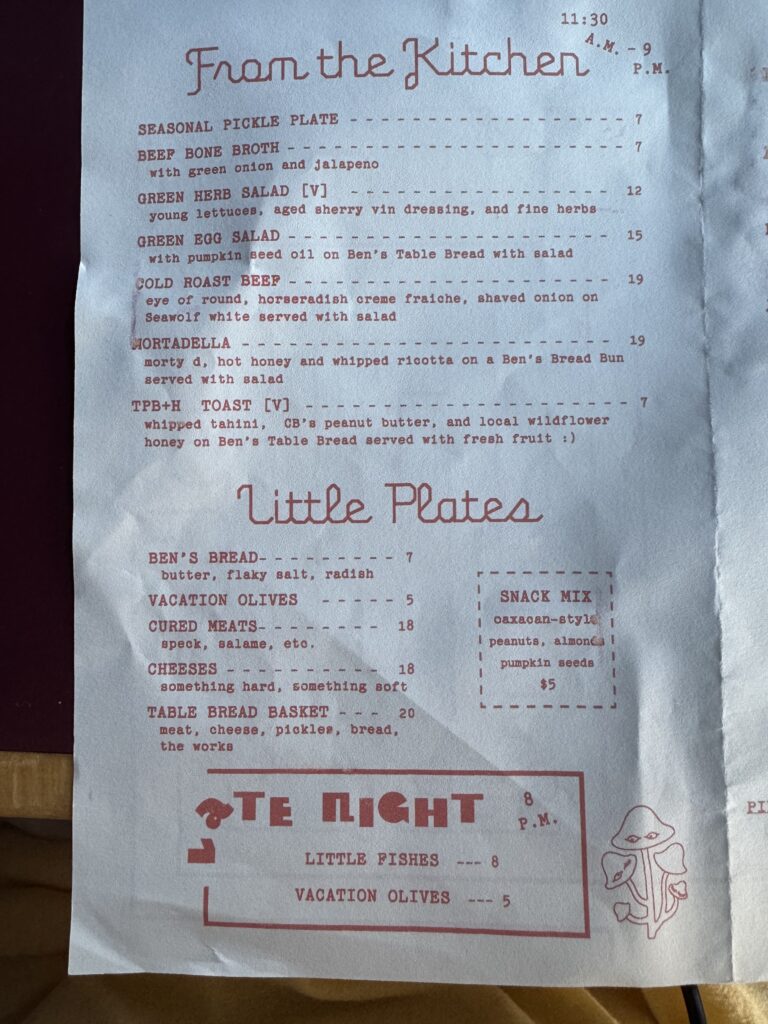 11:30
A.M. - 9
P.M.
From the Kitchen
SEASONAL PICKLE PLATE - - - - - - - - - - - - - - - - - - - 7
BEEF BONE BROTH - - - - - - - - - - - - - - - - - - - - - - - 7
with green onion and jalapeno
GREEN HERB SALAD [V] - - - - - - - - - - - - - - - - - - 12
young lettuces, aged sherry vin dressing, and fine herbs
GREEN EGG SALAD - - - - - - - - - - - - - - - - - - - - - - 15
with pumpkin seed oil on Ben's Table Bread with salad
COLD ROAST BEEF - - - - - - - - - - - - - - - - - - - - - - 19
eye of round, horseradish creme fraiche, shaved onion on
Seawolf white served with salad
MORTADELLA - - - - - - - - - - - - - - - - - - - - - - - - - 19
morty d, hot honey and whipped ricotta on a Ben's Bread Bun
served with salad
TPB+H TOAST [V] - - - - - - - - - - - - - - - - - - - - - - 7
whipped tahini, CB's peanut butter, and local wildflower
honey on Ben's Table Bread served with fresh fruit :)
Little Plates
BEN'S BREAD- - - - - - - - - 7
butter, flaky salt, radish
VACATION OLIVES - - - - - 5
CURED MEATS- - - - - - - - 18
speck, salame, etc.
CHEESES - - - - - - - - - - 18
something hard, something soft
TABLE BREAD BASKET - - - 20
meat, cheese, pickles, bread,
the works
SNACK MIX
oaxacan-style
peanuts, almonds
pumpkin seeds
$5
LATE NIGHT 8
P.M.
LITTLE FISHES --- 8
VACATION OLIVES --- 5